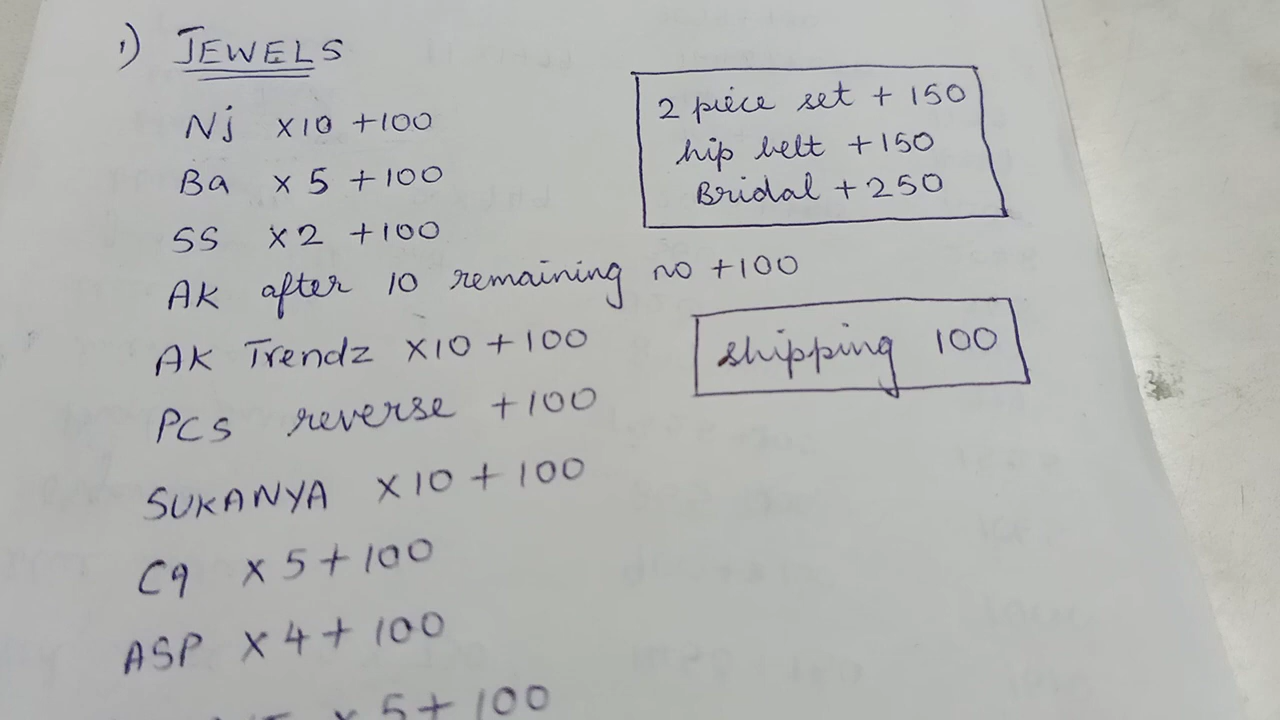 1) JEWELS
Nj x10 +100
Ba x 5 +100
SS x2 +100
AK after 10 remaining no +100
AK Trendz x10 +100
PCS reverse +100
SUKANYA x10 + 100
C9 x 5 + 100
ASP x 4 + 100
x 5 + 100
2 piece set + 150
hip belt +150
Bridal + 250
shipping 100